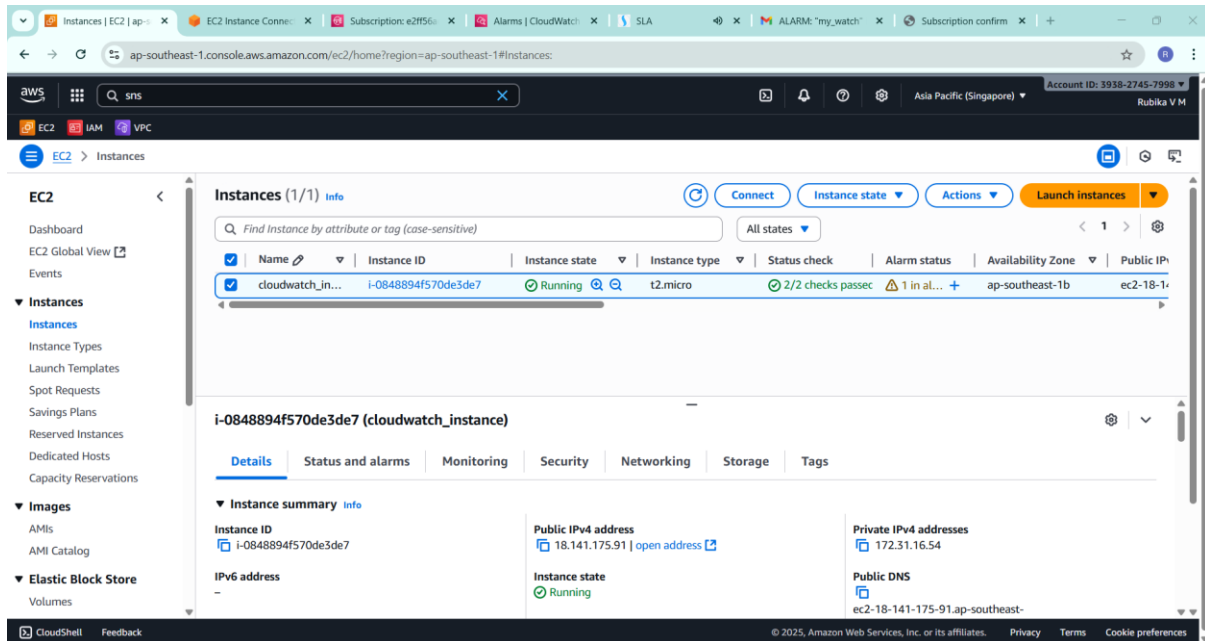 Instances | EC2 | ap-s
EC2 Instance Connec
Subscription: e2ff56a
Alarms | CloudWatch
SLA
ALARM: "my_watch"
Subscription confirm
ap-southeast-1.console.aws.amazon.com/ec2/home?region=ap-southeast-1#Instances:
R
aws
sns
Asia Pacific (Singapore)
Account ID: 3938-2745-7998
Rubika V M
EC2 IAM VPC
EC2 > Instances
EC2
Dashboard
EC2 Global View
Events
Instances
Instances
Instance Types
Launch Templates
Spot Requests
Savings Plans
Reserved Instances
Dedicated Hosts
Capacity Reservations
Images
AMIs
AMI Catalog
Elastic Block Store
Volumes
Instances (1/1) Info
Connect Instance state Actions Launch instances
Find Instance by attribute or tag (case-sensitive) All states 1
Name Instance ID Instance state Instance type Status check Alarm status Availability Zone Public IPv
cloudwatch_in... i-0848894f570de3de7 Running t2.micro 2/2 checks passec 1 in al... + ap-southeast-1b ec2-18-14
i-0848894f570de3de7 (cloudwatch_instance)
Details Status and alarms Monitoring Security Networking Storage Tags
Instance summary Info
Instance ID Public IPv4 address Private IPv4 addresses
i-0848894f570de3de7 18.141.175.91 | open address 172.31.16.54
IPv6 address Instance state Public DNS
– Running
ec2-18-141-175-91.ap-southeast-
CloudShell Feedback © 2025, Amazon Web Services, Inc. or its affiliates. Privacy Terms Cookie preferences